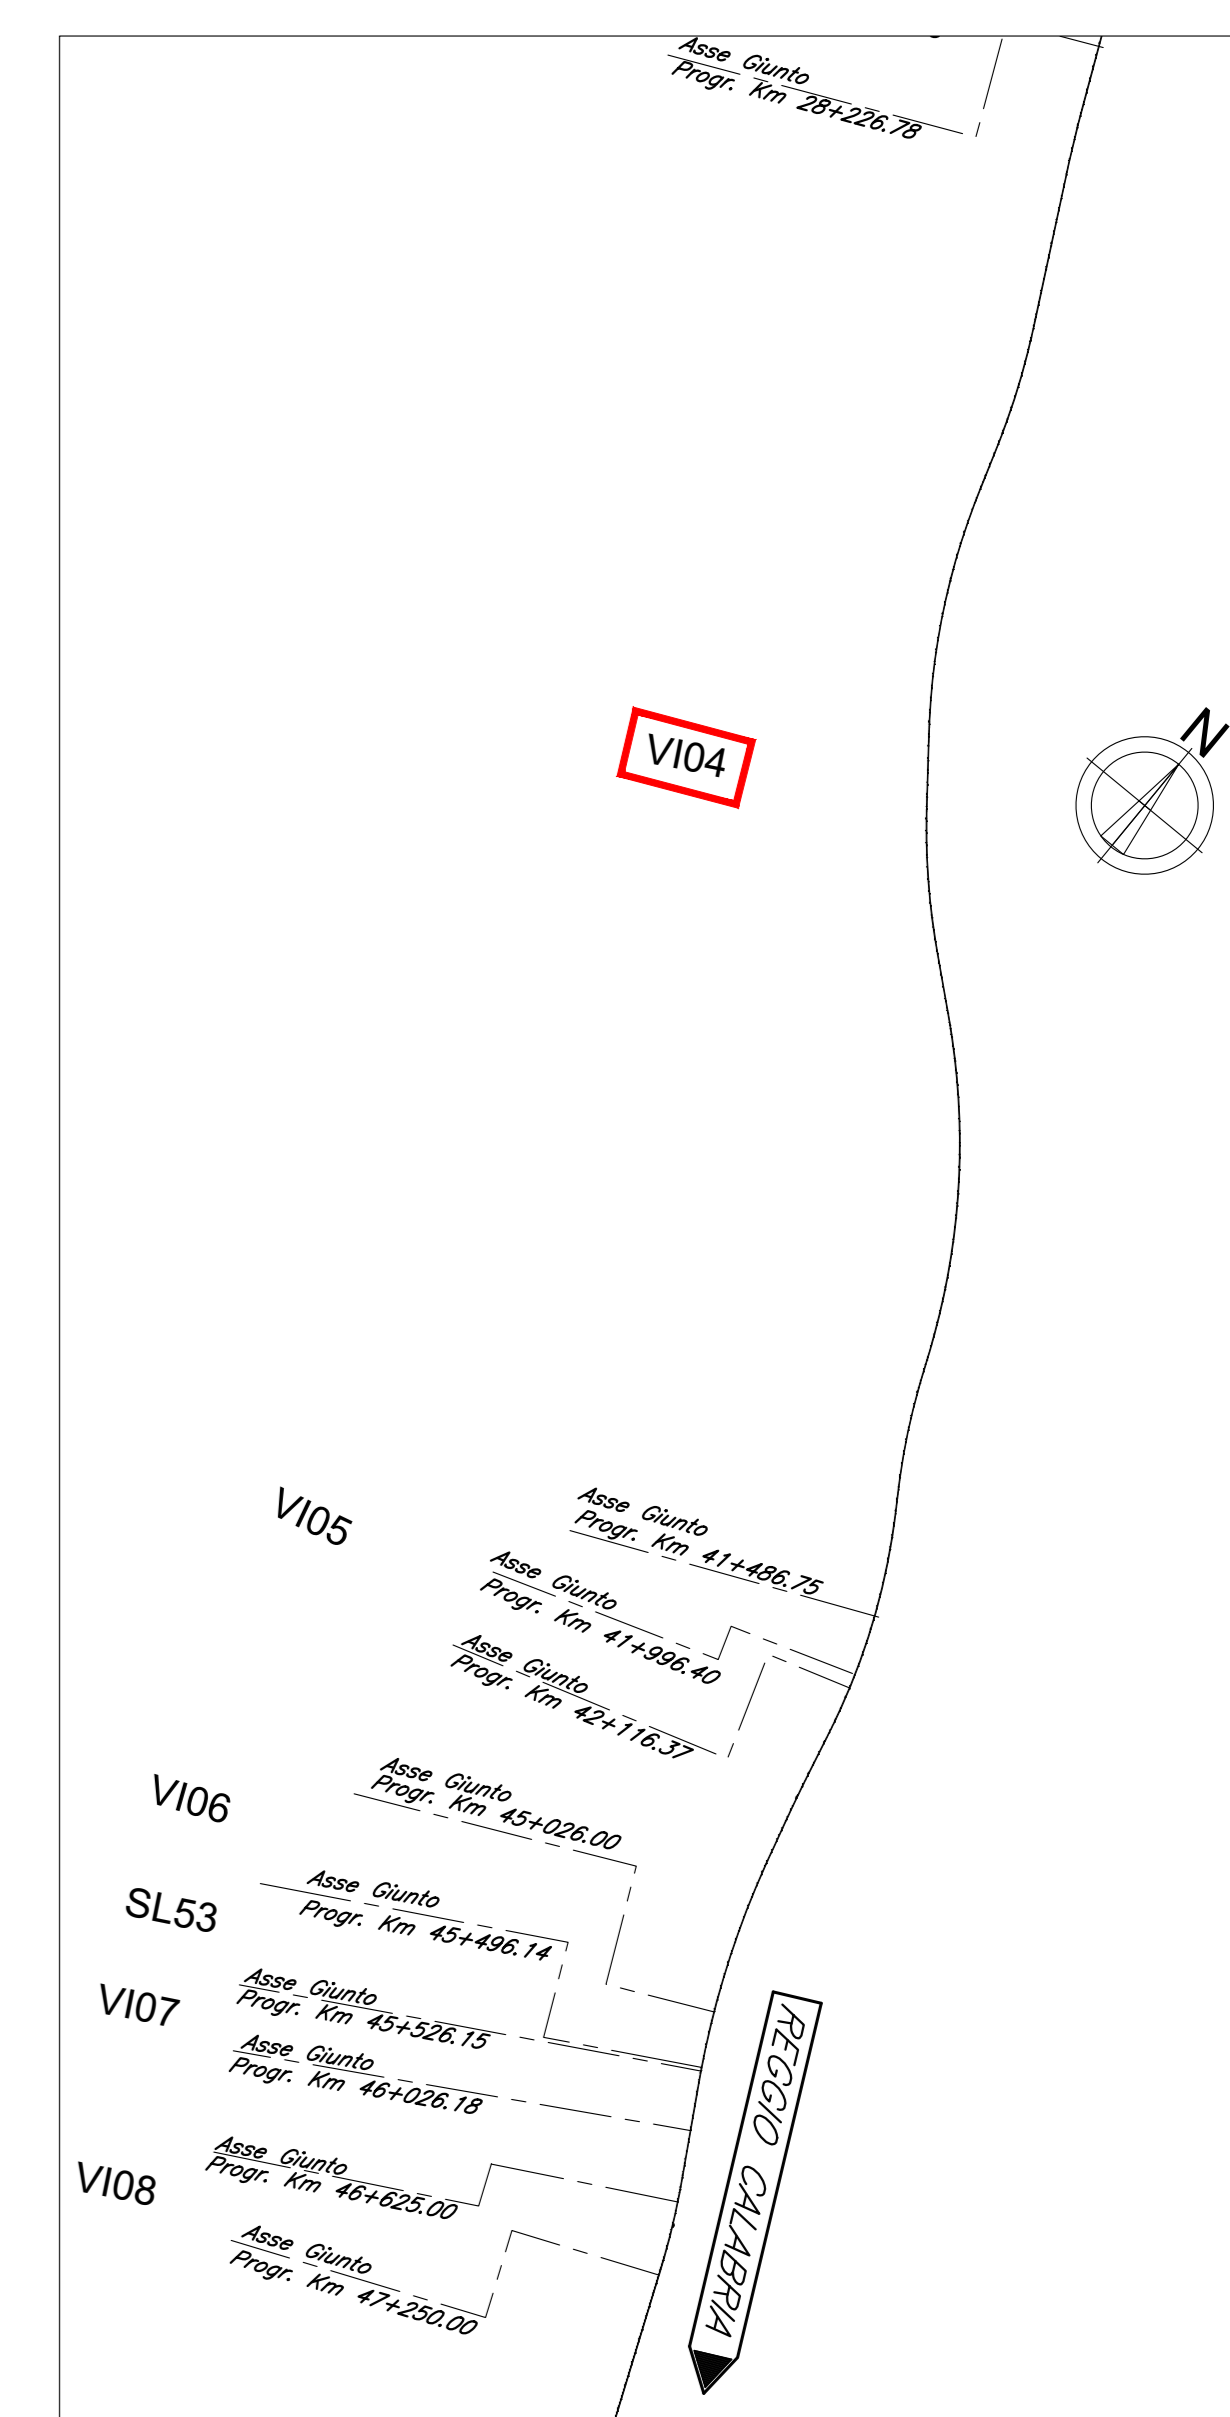 Asse Giunto
Progr. Km 28+226.78
VI04
N
VI05
Asse Giunto
Progr. Km 41+486.75
Asse Giunto
Progr. Km 41+996.40
Asse Giunto
Progr. Km 42+116.37
VI06
Asse Giunto
Progr. Km 45+026.00
SL53
Asse Giunto
Progr. Km 45+496.14
VI07
Asse Giunto
Progr. Km 45+526.15
Asse Giunto
Progr. Km 46+026.18
VI08
Asse Giunto
Progr. Km 46+625.00
Asse Giunto
Progr. Km 47+250.00
REGGIO CALABRIA